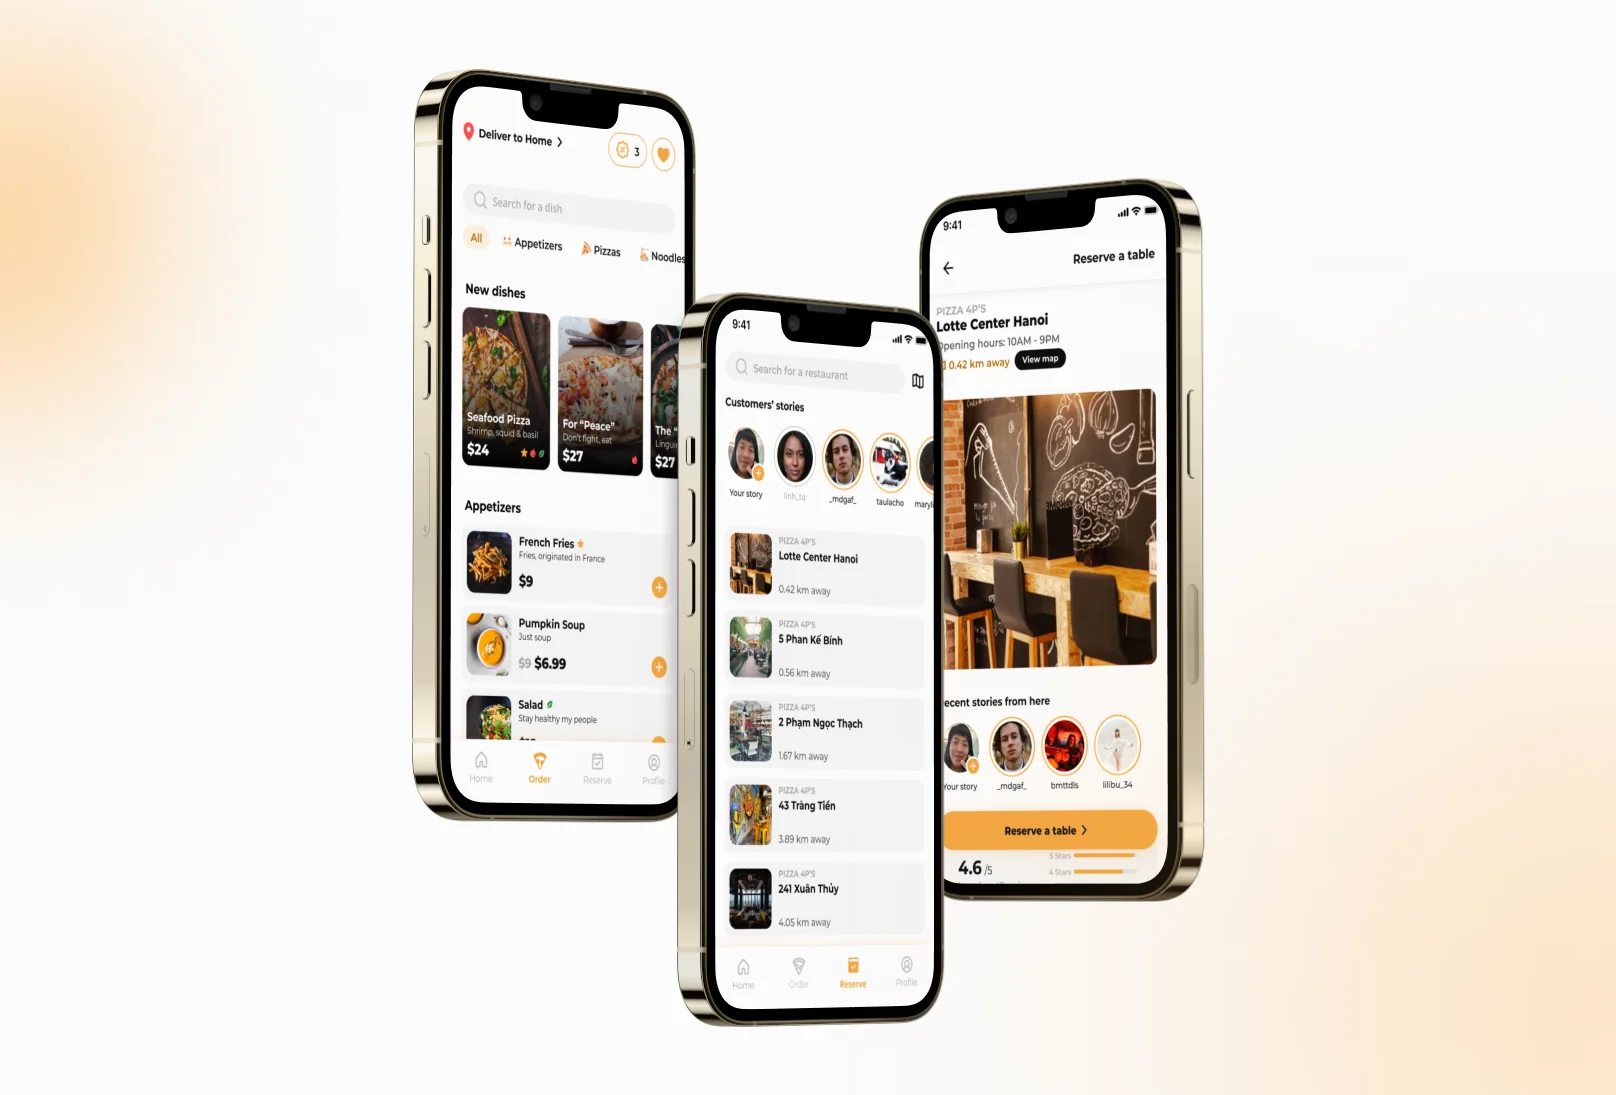 Deliver to Home
3
Search for a dish
All
Appetizers
Pizzas
Noodles
New dishes
Seafood Pizza
Shrimp, squid & basil
$24
For "Peace"
Don't fight, eat
$27
The "
Linguin
$27
Appetizers
French Fries
Fries, originated in France
$9
Pumpkin Soup
Just soup
$9 $6.99
Salad
Stay healthy my people
Home
Order
Reserve
Profile
9:41
Search for a restaurant
Customers' stories
Your story
linh_tq
_mdgaf_
taulacho
maryli
PIZZA 4P'S
Lotte Center Hanoi
0.42 km away
PIZZA 4P'S
5 Phan Kế Bính
0.56 km away
PIZZA 4P'S
2 Phạm Ngọc Thạch
1.67 km away
PIZZA 4P'S
43 Tràng Tiền
3.89 km away
PIZZA 4P'S
241 Xuân Thủy
4.05 km away
Home
Order
Reserve
Profile
9:41
Reserve a table
PIZZA 4P'S
Lotte Center Hanoi
Opening hours: 10AM - 9PM
0.42 km away
View map
ecent stories from here
Your story
_mdgaf_
bmttdls
lilibu_34
Reserve a table
4.6 /5
5 Stars
4 Stars